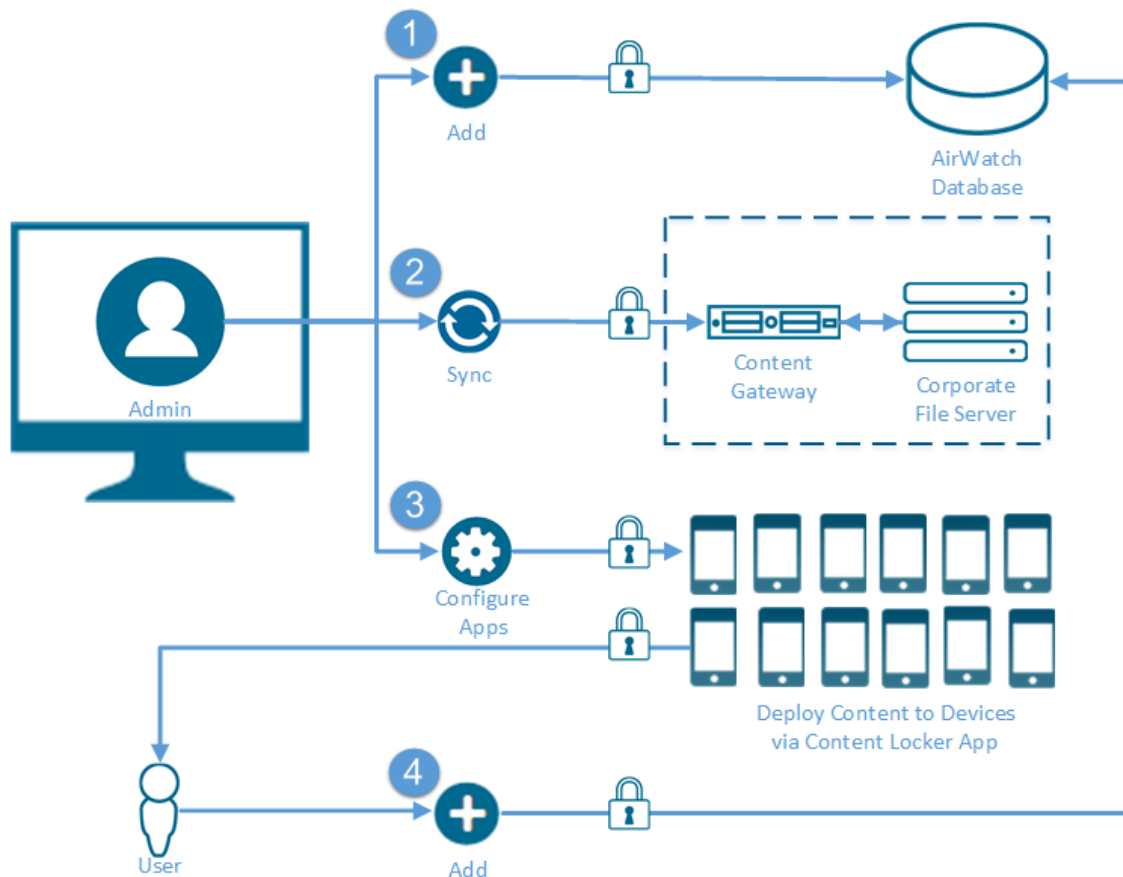 1
Add
AirWatch
Database
2
Sync
Content
Gateway
Corporate
File Server
Admin
3
Configure
Apps
Deploy Content to Devices
via Content Locker App
4
Add
User